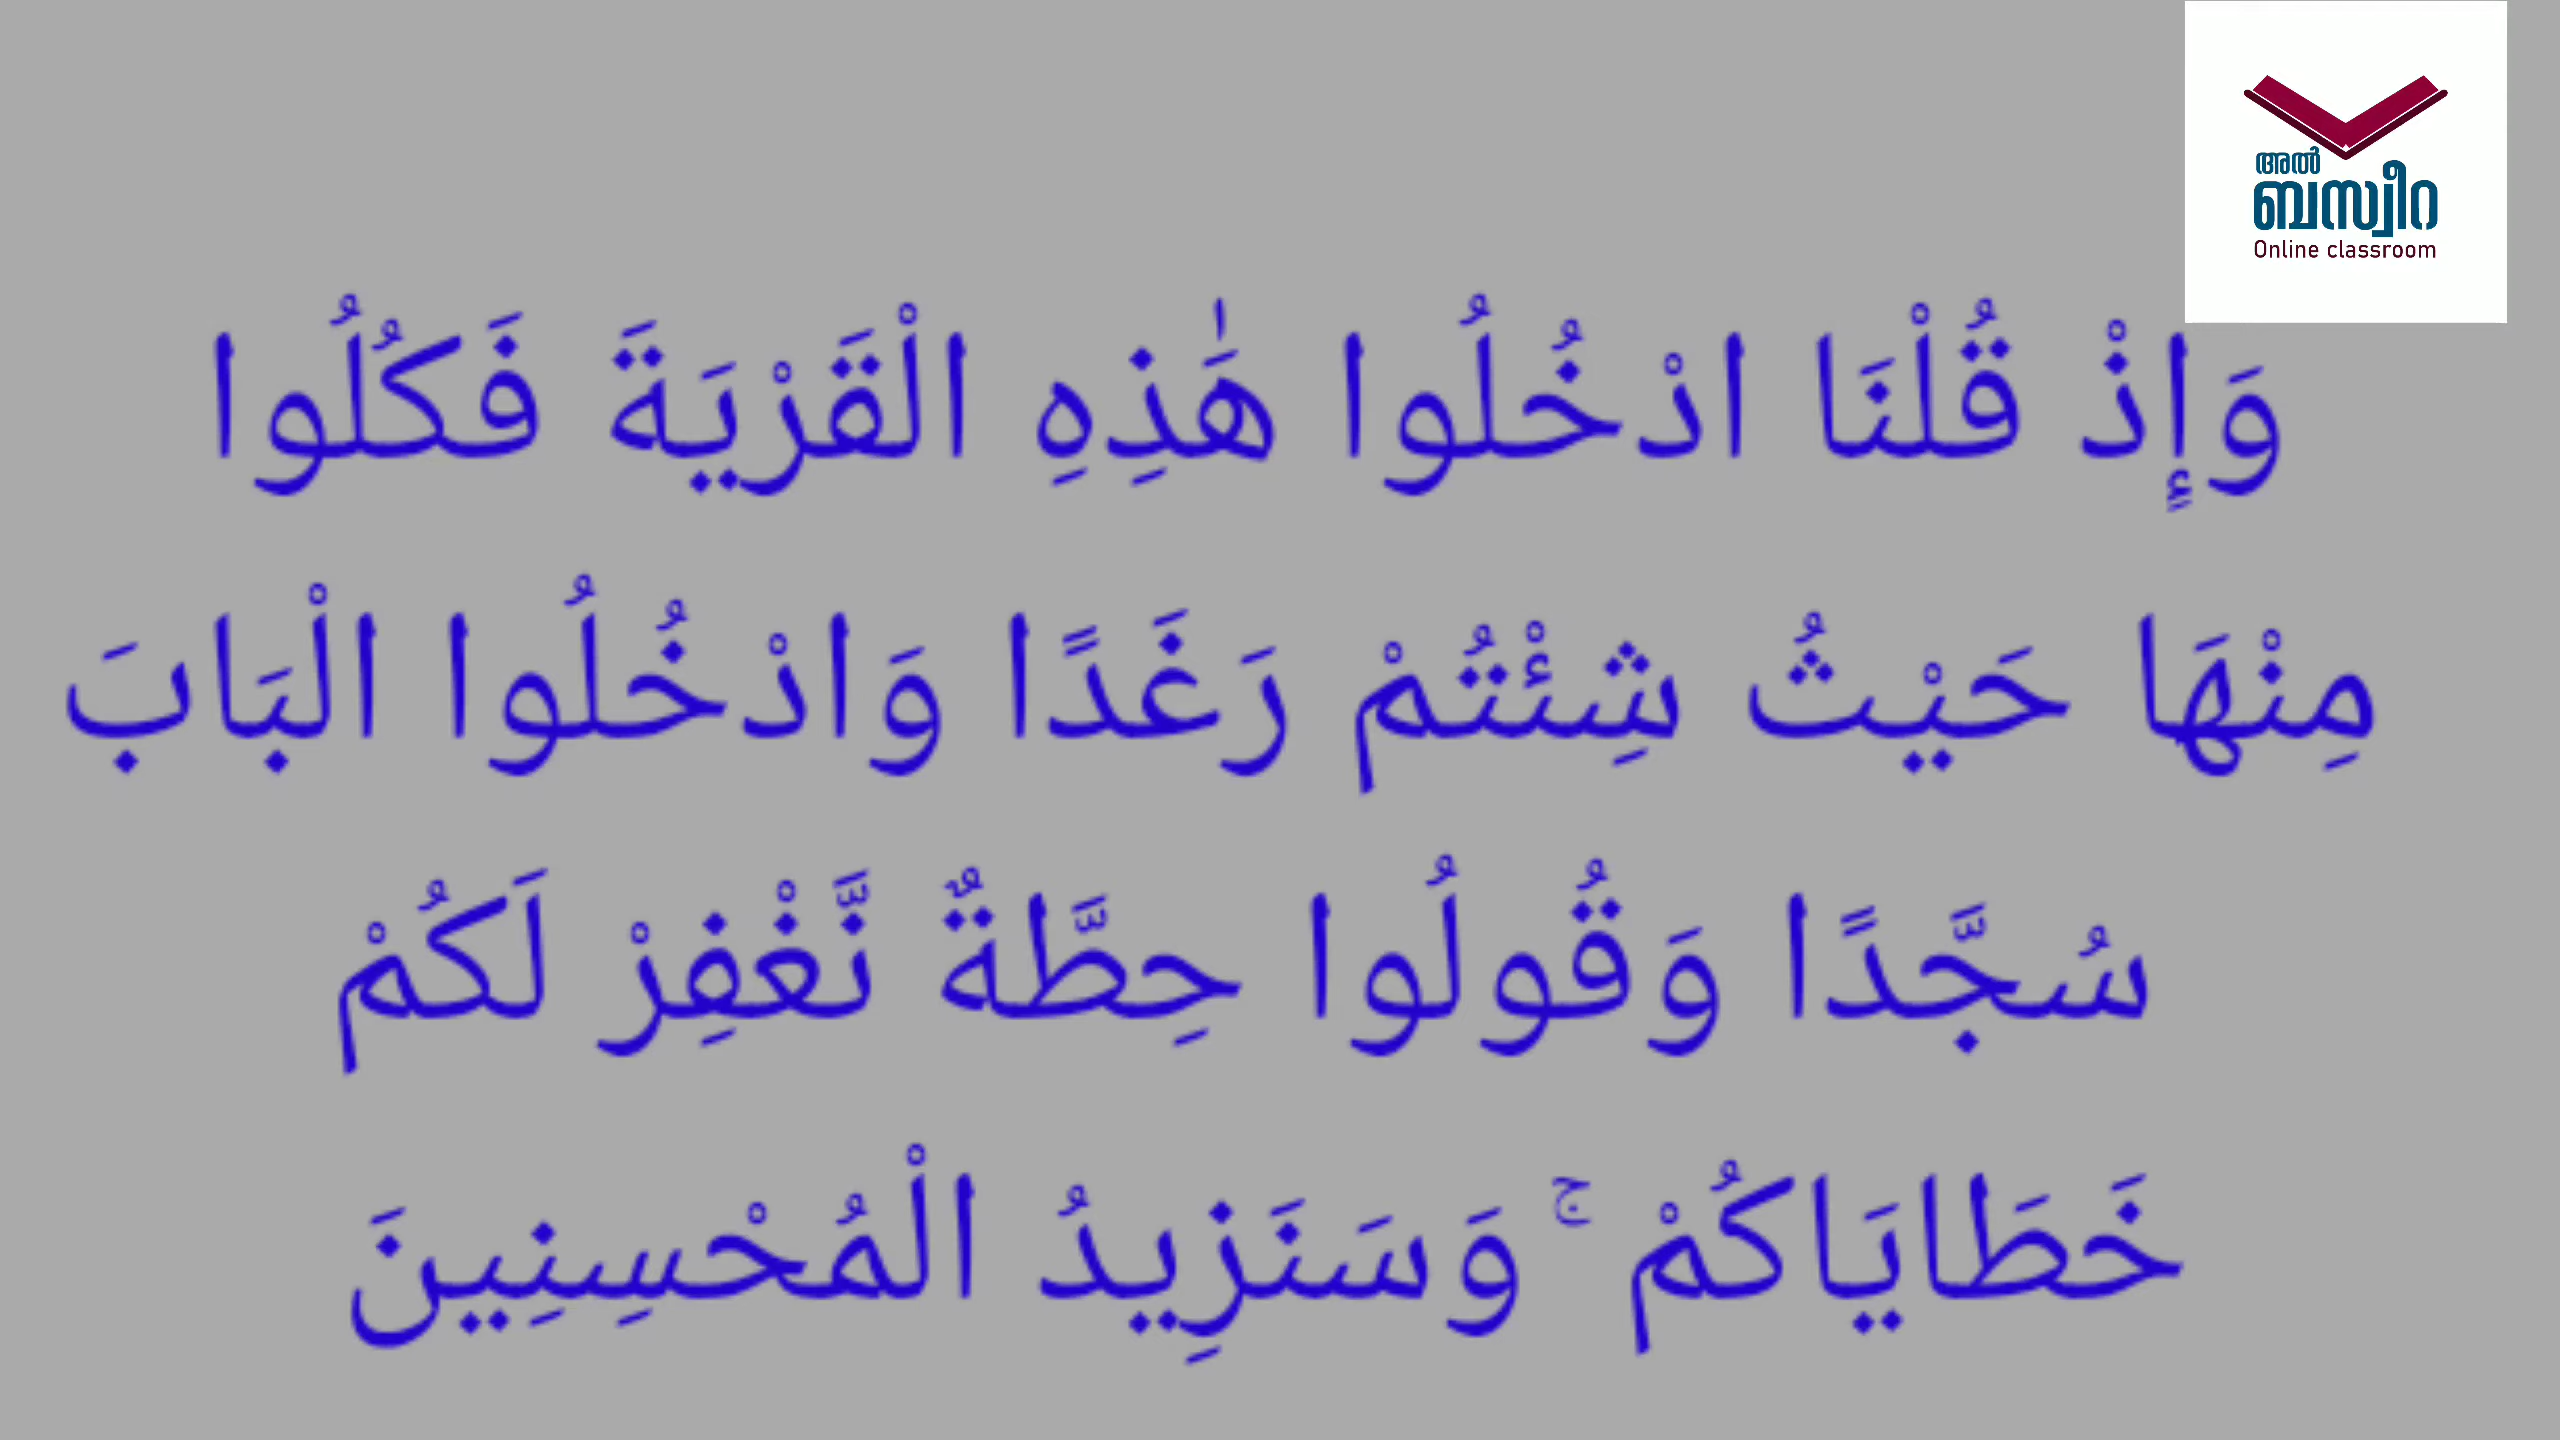 അൽ
ബസ്വീറ
Online classroom
وَإِذْ قُلْنَا ادْخُلُوا هَٰذِهِ الْقَرْيَةَ فَكُلُوا
مِنْهَا حَيْثُ شِئْتُمْ رَغَدًا وَادْخُلُوا الْبَابَ
سُجَّدًا وَقُولُوا حِطَّةٌ نَّغْفِرْ لَكُمْ
خَطَايَاكُمْ ۚ وَسَنَزِيدُ الْمُحْسِنِينَ